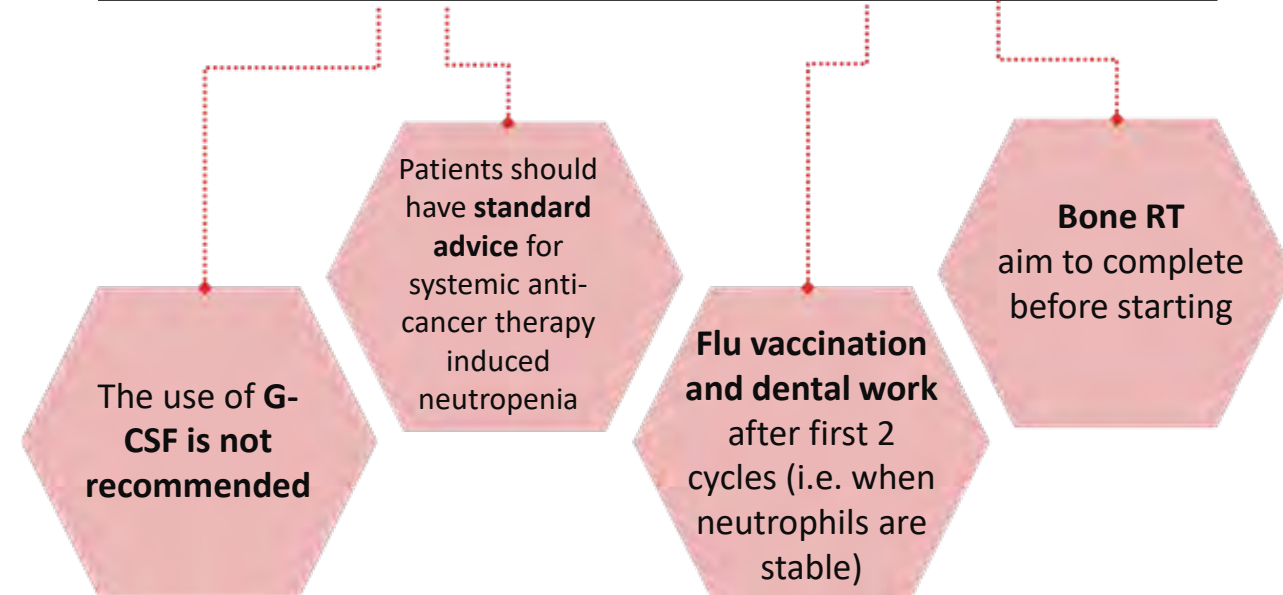 The use of G-
CSF is not
recommended
Patients should
have standard
advice for
systemic anti-
cancer therapy
induced
neutropenia
Flu vaccination
and dental work
after first 2
cycles (i.e. when
neutrophils are
stable)
Bone RT
aim to complete
before starting